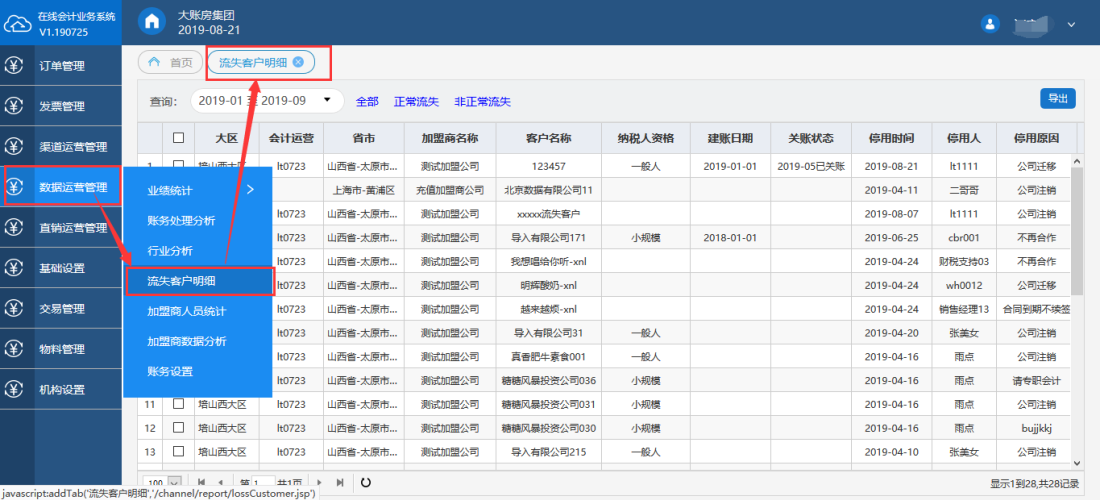 在线会计业务系统
V1.190725
大账房集团
2019-08-21
订单管理
发票管理
渠道运营管理
数据运营管理
直销运营管理
基础设置
交易管理
物料管理
机构设置
业绩统计
账务处理分析
行业分析
流失客户明细
加盟商人员统计
加盟商数据分析
账务设置
首页 流失客户明细
查询: 2019-01 至 2019-09 全部 正常流失 非正常流失 导出
大区 会计运营 省市 加盟商名称 客户名称 纳税人资格 建账日期 关账状态 停用时间 停用人 停用原因
1 培山西大区 lt0723 山西省-太原市... 测试加盟公司 123457 一般人 2019-01-01 2019-05已关账 2019-08-21 lt1111 公司迁移
上海市-黄浦区 充值加盟商公司 北京数据有限公司11 2019-04-11 二哥哥 公司注销
lt0723 山西省-太原市... 测试加盟公司 xxxxx流失客户 2019-08-07 lt1111 公司注销
lt0723 山西省-太原市... 测试加盟公司 导入有限公司171 小规模 2018-01-01 2019-06-25 cbr001 不再合作
lt0723 山西省-太原市... 测试加盟公司 我想唱给你听-xnl 2019-04-24 财税支持03 不再合作
lt0723 山西省-太原市... 测试加盟公司 明辉酸奶-xnl 2019-04-24 wh0012 公司迁移
lt0723 山西省-太原市... 测试加盟公司 越来越烦-xnl 2019-04-24 销售经理13 合同到期不续签
lt0723 山西省-太原市... 测试加盟公司 导入有限公司31 一般人 2019-04-20 张美女 公司注销
lt0723 山西省-太原市... 测试加盟公司 真香肥牛素食001 一般人 2019-04-16 雨点 公司注销
lt0723 山西省-太原市... 测试加盟公司 糖糖风暴投资公司036 小规模 2019-04-16 雨点 请专职会计
11 培山西大区 lt0723 山西省-太原市... 测试加盟公司 糖糖风暴投资公司031 小规模 2019-04-16 雨点 公司注销
12 培山西大区 lt0723 山西省-太原市... 测试加盟公司 糖糖风暴投资公司030 小规模 2019-04-16 雨点 bujjkkj
13 培山西大区 lt0723 山西省-太原市... 测试加盟公司 导入有限公司215 一般人 2019-04-10 张美女 公司注销
100 第 1 共1页 显示1到28,共28记录
javascript:addTab('流失客户明细','/channel/report/lossCustomer.jsp')